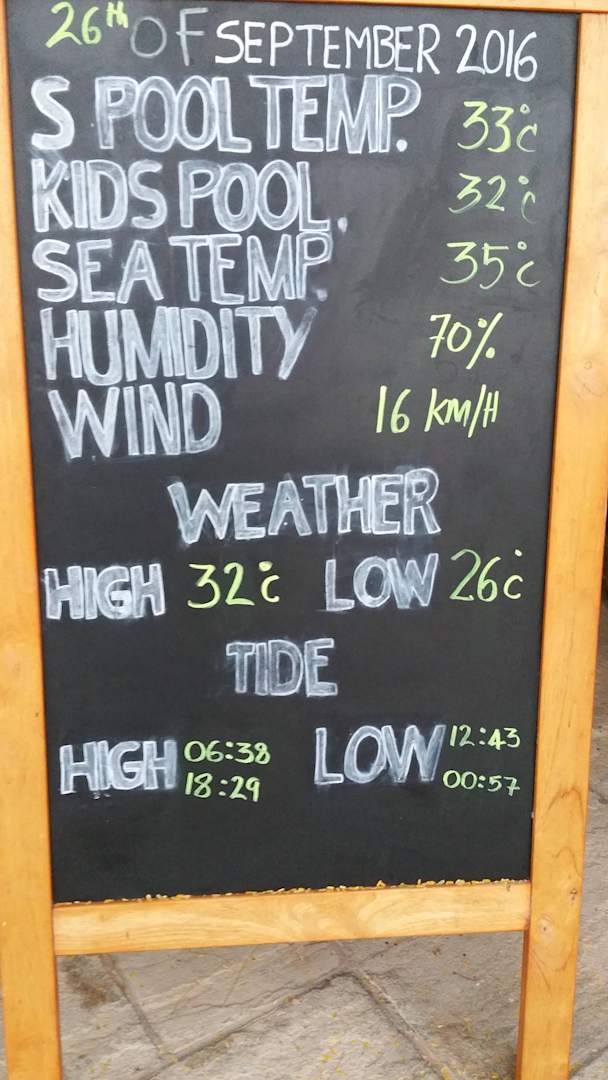 26th OF SEPTEMBER 2016
S POOL TEMP. 33°C
KIDS POOL. 32°C
SEA TEMP. 35°C
HUMIDITY 70%
WIND 16 KM/H
WEATHER
HIGH 32°C LOW 26°C
TIDE
HIGH 06:38 LOW 12:43
18:29 00:57